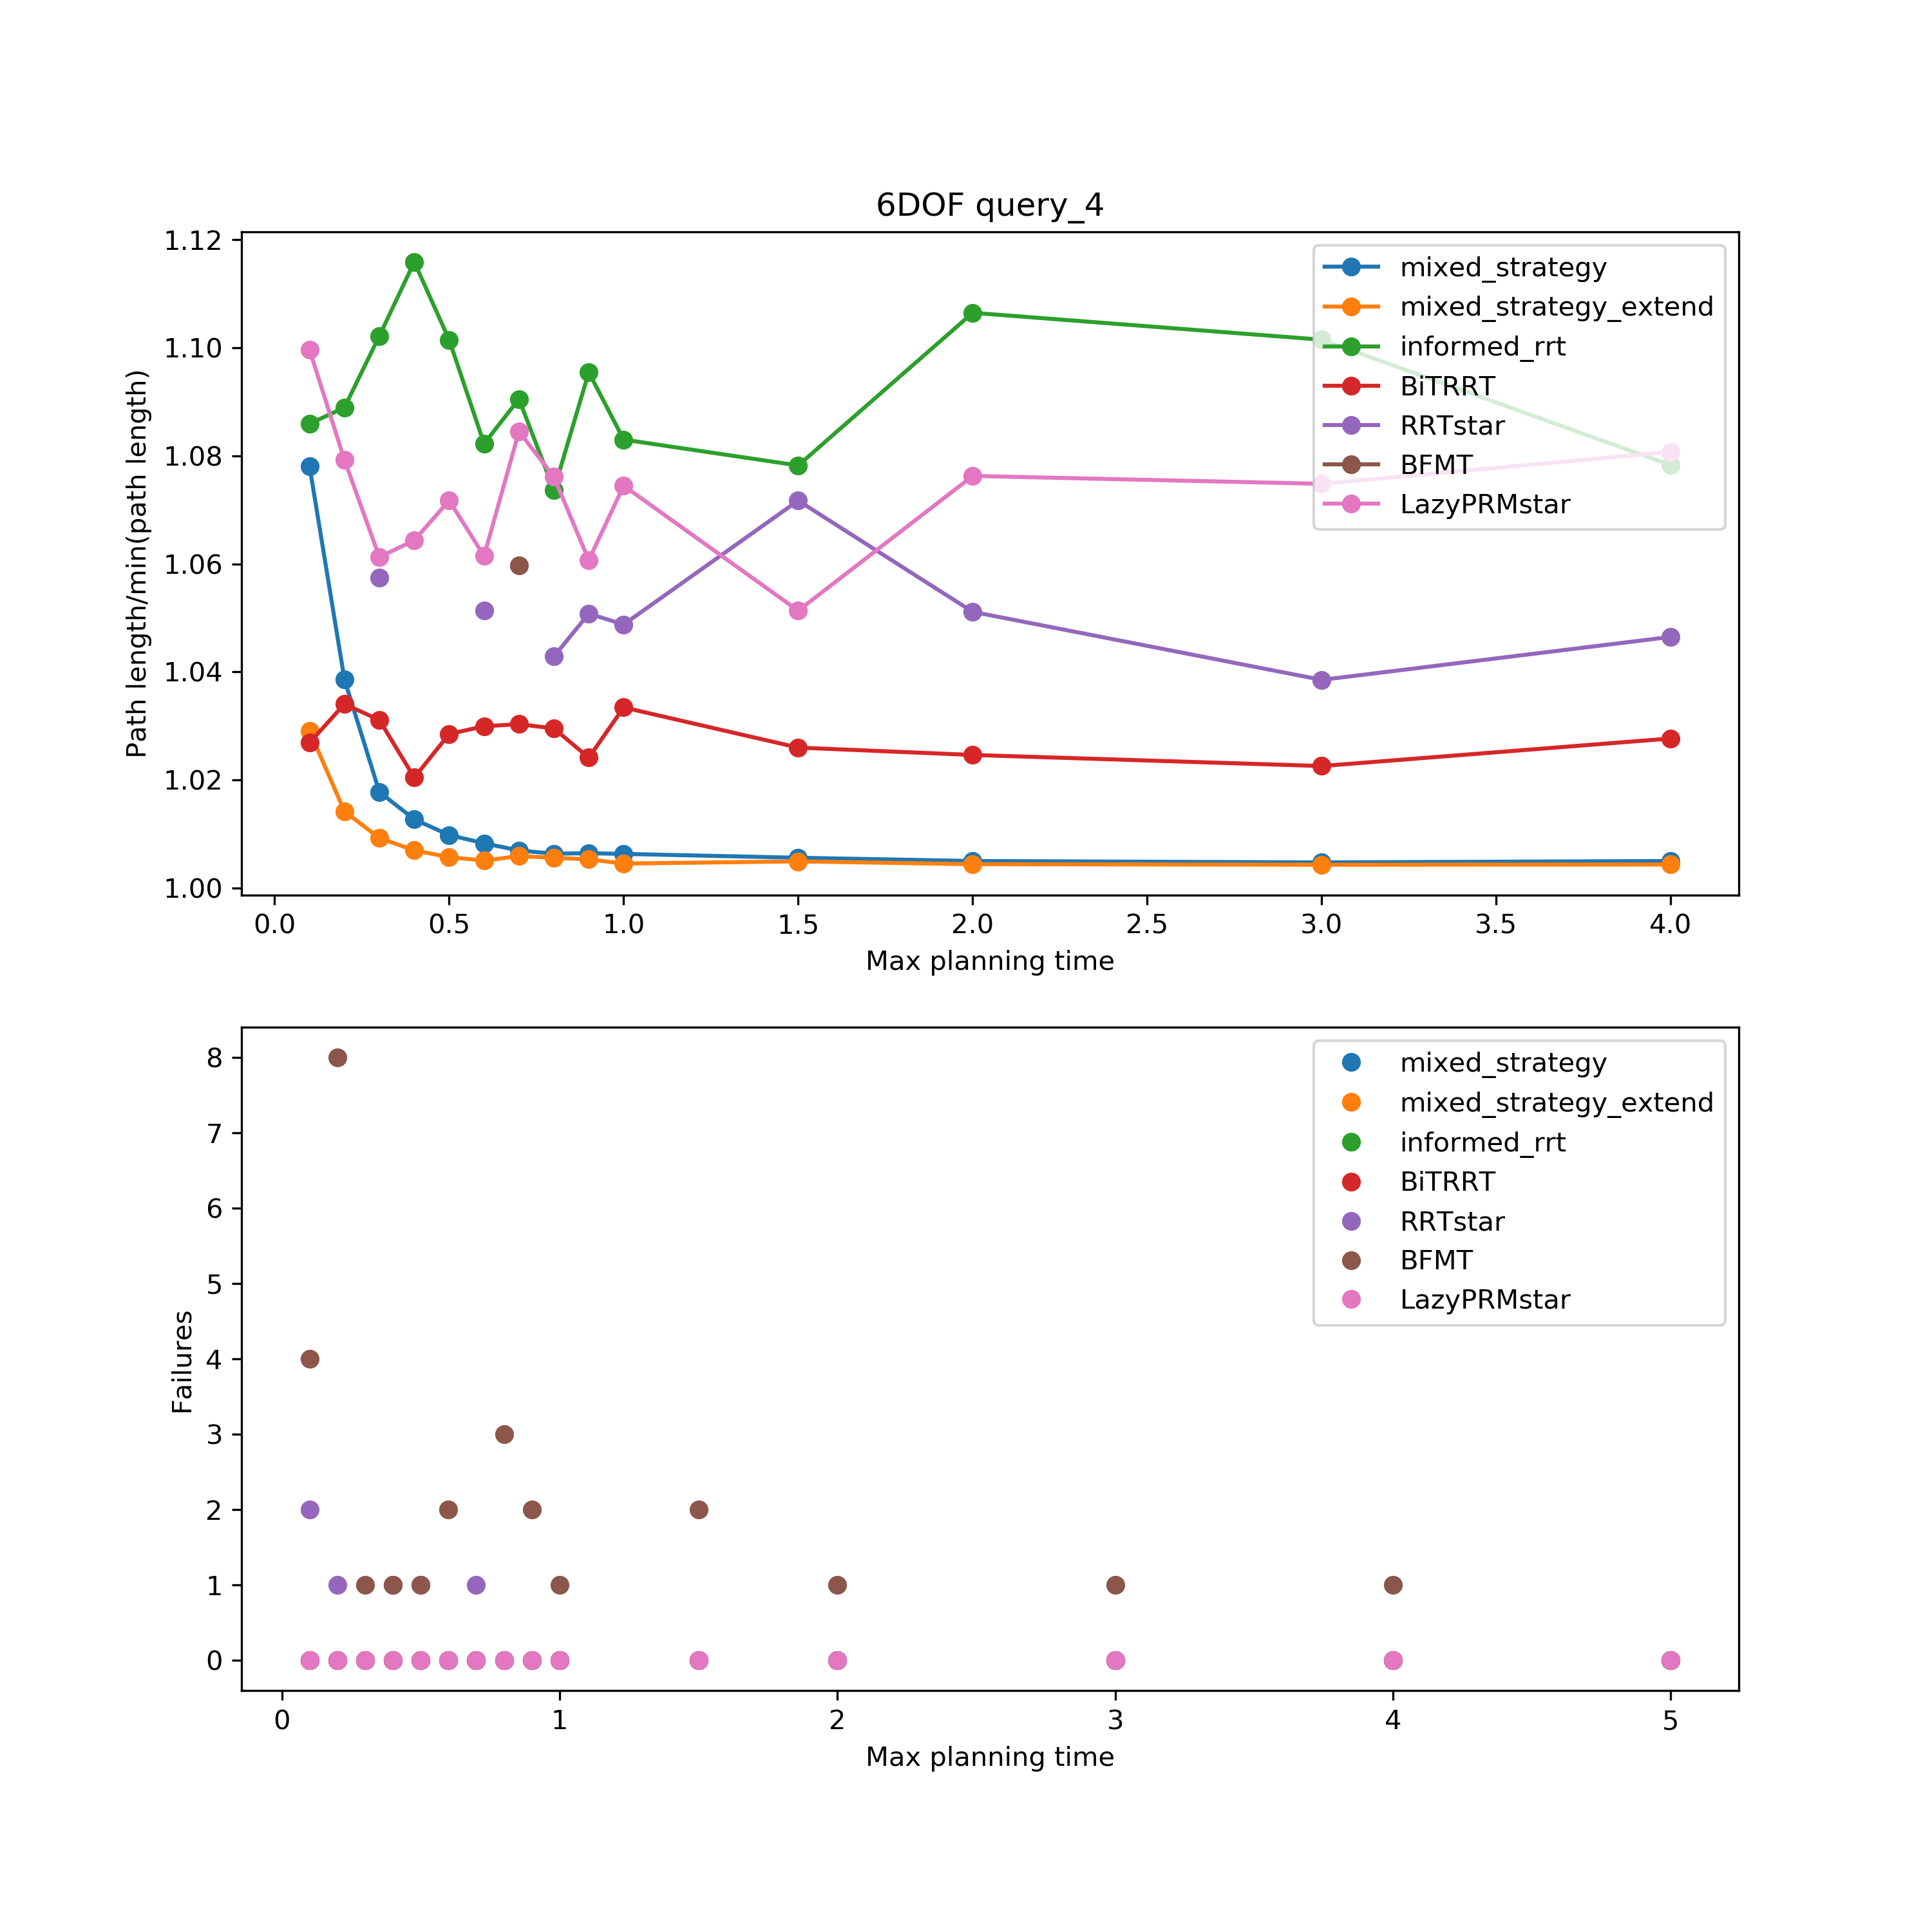 6DOF query_4
1.12
1.10
1.08
1.06
1.04
1.02
1.00
Path length/min(path length)
mixed_strategy
mixed_strategy_extend
informed_rrt
BiTRRT
RRTstar
BFMT
LazyPRMstar
0.0 0.5 1.0 1.5 2.0 2.5 3.0 3.5 4.0
Max planning time
8
7
6
5
4
3
2
1
0
Failures
mixed_strategy
mixed_strategy_extend
informed_rrt
BiTRRT
RRTstar
BFMT
LazyPRMstar
0 1 2 3 4 5
Max planning time